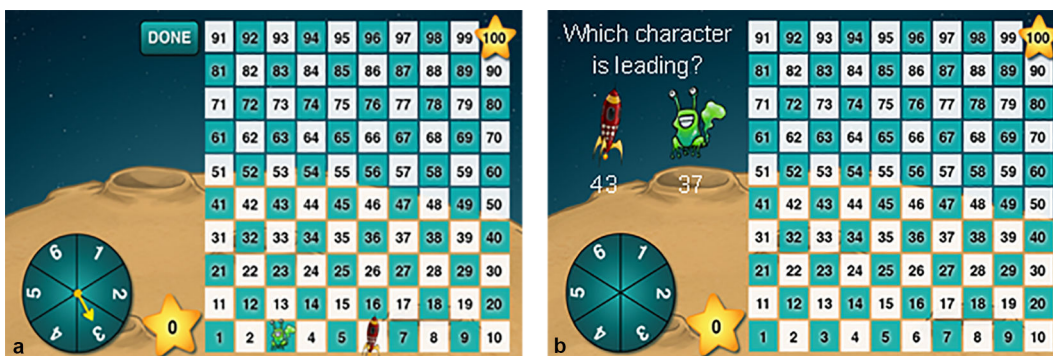 DONE
91 92 93 94 95 96 97 98 99 100
81 82 83 84 85 86 87 88 89 90
71 72 73 74 75 76 77 78 79 80
61 62 63 64 65 66 67 68 69 70
51 52 53 54 55 56 57 58 59 60
41 42 43 44 45 46 47 48 49 50
31 32 33 34 35 36 37 38 39 40
21 22 23 24 25 26 27 28 29 30
11 12 13 14 15 16 17 18 19 20
1 2 4 5 7 8 9 10
6 1
5 2
4 3
0
a
Which character
is leading?
43 37
91 92 93 94 95 96 97 98 99 100
81 82 83 84 85 86 87 88 89 90
71 72 73 74 75 76 77 78 79 80
61 62 63 64 65 66 67 68 69 70
51 52 53 54 55 56 57 58 59 60
41 42 43 44 45 46 47 48 49 50
31 32 33 34 35 36 37 38 39 40
21 22 23 24 25 26 27 28 29 30
11 12 13 14 15 16 17 18 19 20
1 2 3 4 5 6 7 8 9 10
6 1
5 2
4 3
0
b